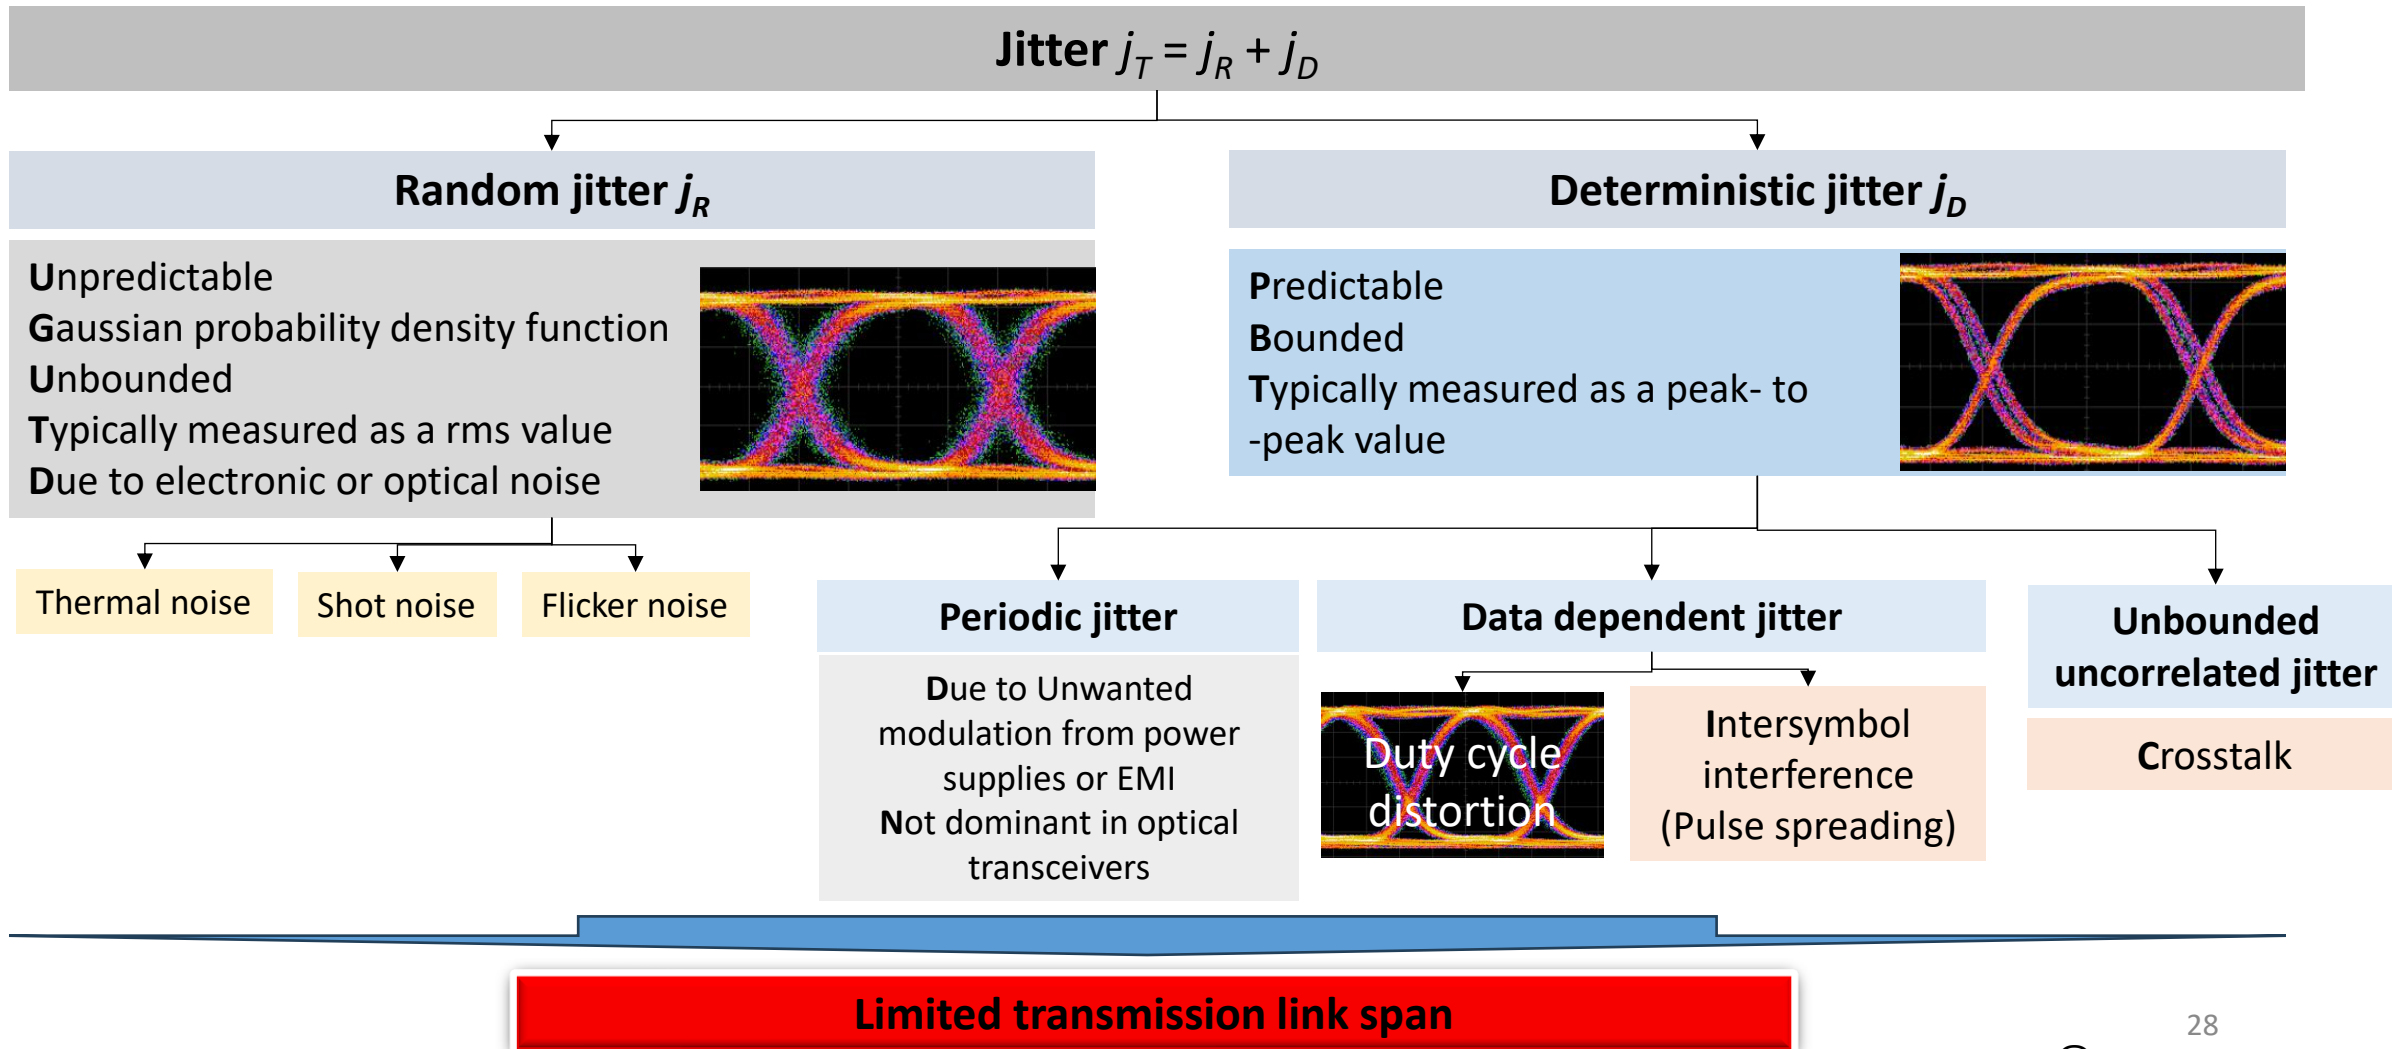 Jitter j_T = j_R + j_D
Random jitter j_R
Unpredictable
Gaussian probability density function
Unbounded
Typically measured as a rms value
Due to electronic or optical noise
Thermal noise
Shot noise
Flicker noise
Deterministic jitter j_D
Predictable
Bounded
Typically measured as a peak- to
-peak value
Periodic jitter
Due to Unwanted
modulation from power
supplies or EMI
Not dominant in optical
transceivers
Data dependent jitter
Duty cycle
distortion
Intersymbol
interference
(Pulse spreading)
Unbounded
uncorrelated jitter
Crosstalk
Limited transmission link span
28